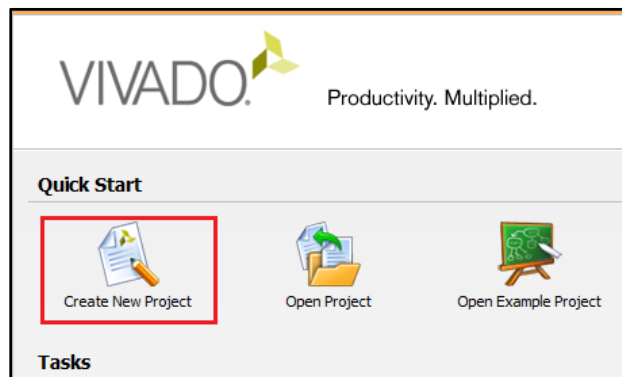 VIVADO.
Productivity. Multiplied.
Quick Start
Create New Project
Open Project
Open Example Project
Tasks